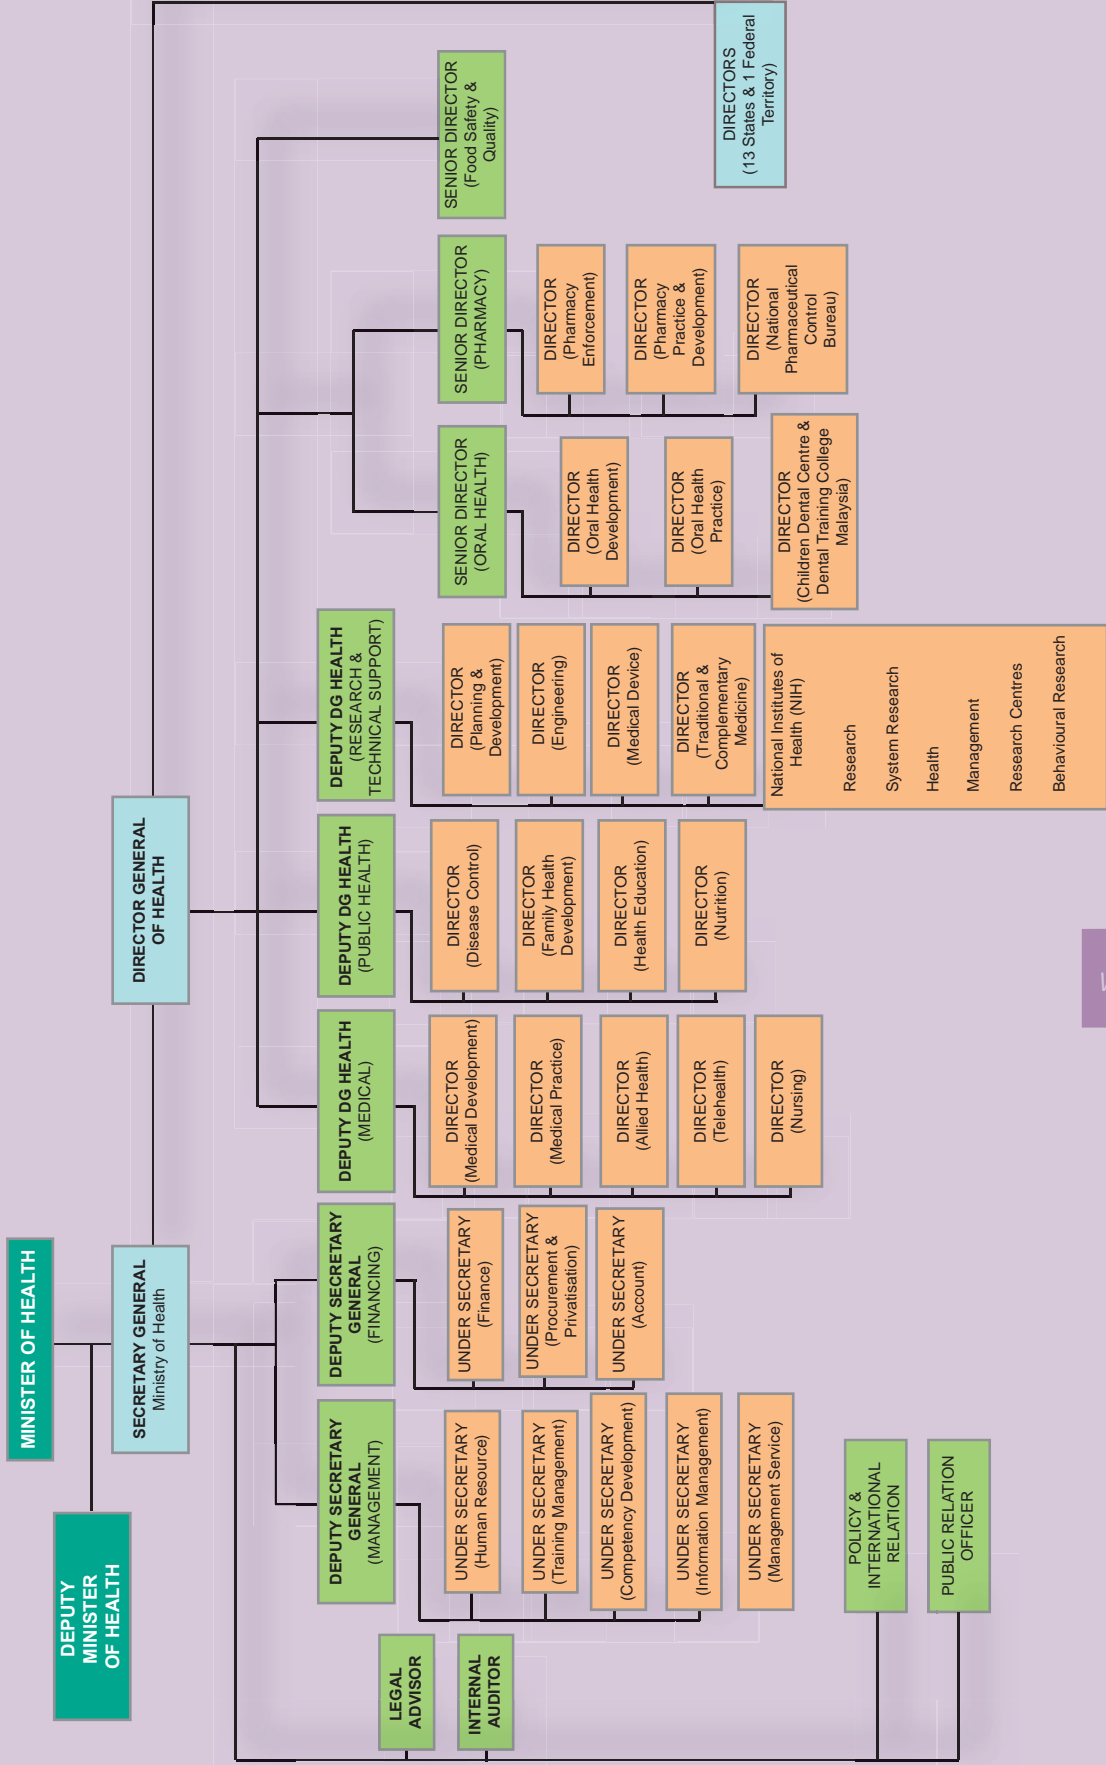 MINISTER OF HEALTH
DEPUTY
MINISTER
OF HEALTH
SECRETARY GENERAL
Ministry of Health
DIRECTOR GENERAL
OF HEALTH
LEGAL
ADVISOR
INTERNAL
AUDITOR
POLICY &
INTERNATIONAL
RELATION
PUBLIC RELATION
OFFICER
DEPUTY SECRETARY
GENERAL
(MANAGEMENT)
UNDER SECRETARY
(Human Resource)
UNDER SECRETARY
(Training Management)
UNDER SECRETARY
(Competency Development)
UNDER SECRETARY
(Information Management)
UNDER SECRETARY
(Management Service)
DEPUTY SECRETARY
GENERAL
(FINANCING)
UNDER SECRETARY
(Finance)
UNDER SECRETARY
(Procurement &
Privatisation)
UNDER SECRETARY
(Account)
DEPUTY DG HEALTH
(MEDICAL)
DIRECTOR
(Medical Development)
DIRECTOR
(Medical Practice)
DIRECTOR
(Allied Health)
DIRECTOR
(Telehealth)
DIRECTOR
(Nursing)
DEPUTY DG HEALTH
(PUBLIC HEALTH)
DIRECTOR
(Disease Control)
DIRECTOR
(Family Health
Development)
DIRECTOR
(Health Education)
DIRECTOR
(Nutrition)
DEPUTY DG HEALTH
(RESEARCH &
TECHNICAL SUPPORT)
DIRECTOR
(Planning &
Development)
DIRECTOR
(Engineering)
DIRECTOR
(Medical Device)
DIRECTOR
(Traditional &
Complementary
Medicine)
National Institutes of
Health (NIH)
Research
System Research
Health
Management
Research Centres
Behavioural Research
SENIOR DIRECTOR
(ORAL HEALTH)
DIRECTOR
(Oral Health
Development)
DIRECTOR
(Oral Health
Practice)
DIRECTOR
(Children Dental Centre &
Dental Training College
Malaysia)
SENIOR DIRECTOR
(PHARMACY)
DIRECTOR
(Pharmacy
Enforcement)
DIRECTOR
(Pharmacy
Practice &
Development)
DIRECTOR
(National
Pharmaceutical
Control
Bureau)
SENIOR DIRECTOR
(Food Safety &
Quality)
DIRECTORS
(13 States & 1 Federal
Territory)